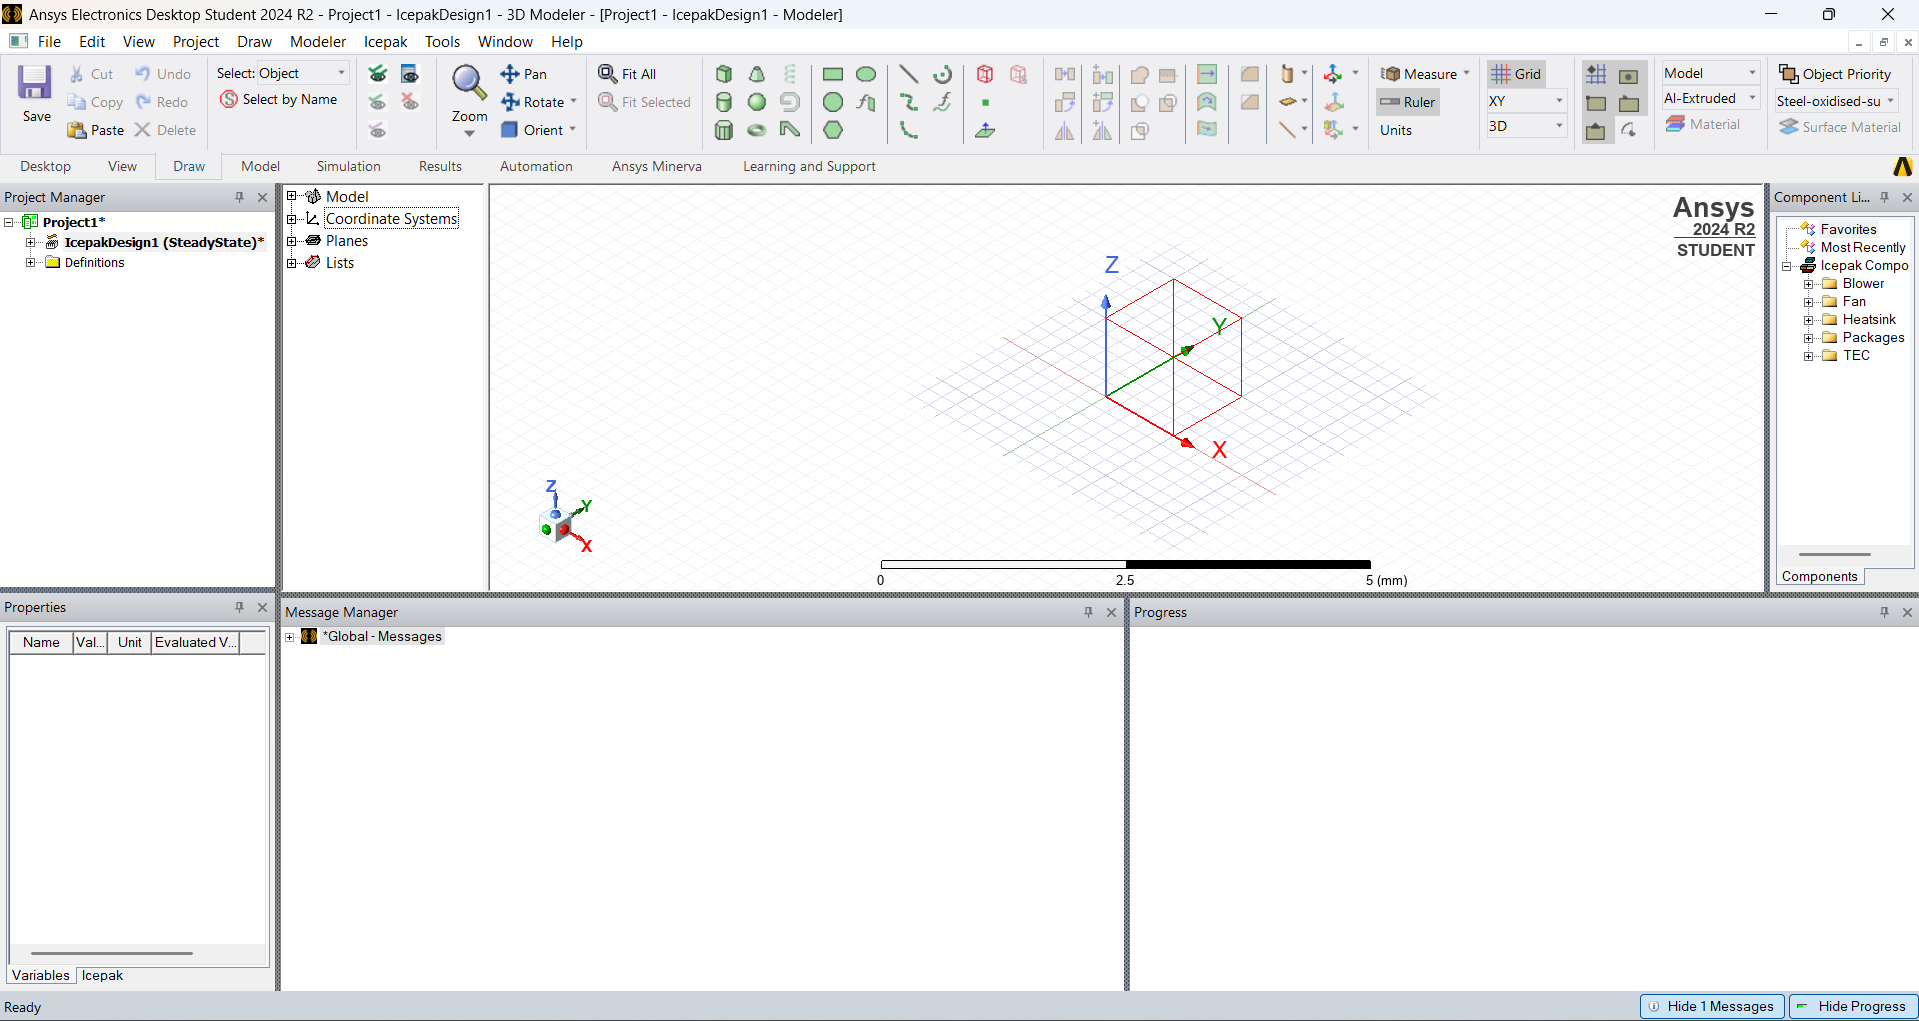 Ansys Electronics Desktop Student 2024 R2 - Project1 - IcepakDesign1 - 3D Modeler - [Project1 - IcepakDesign1 - Modeler]
File Edit View Project Draw Modeler Icepak Tools Window Help
Save
Cut
Copy
Paste
Undo
Redo
Delete
Select: Object
Select by Name
Zoom
Pan
Rotate
Orient
Fit All
Fit Selected
Measure
Ruler
Units
Grid
XY
3D
Model
Al-Extruded
Material
Object Priority
Steel-oxidised-su
Surface Material
Desktop View Draw Model Simulation Results Automation Ansys Minerva Learning and Support
Project Manager
Project1*
IcepakDesign1 (SteadyState)*
Definitions
Model
Coordinate Systems
Planes
Lists
Ansys
2024 R2
STUDENT
Z
Y
X
Z
Y
X
0 2.5 5 (mm)
Component Li...
Favorites
Most Recently
Icepak Compo
Blower
Fan
Heatsink
Packages
TEC
Components
Properties
Name Val... Unit Evaluated V...
Variables Icepak
Message Manager
*Global - Messages
Progress
Ready
Hide 1 Messages
Hide Progress